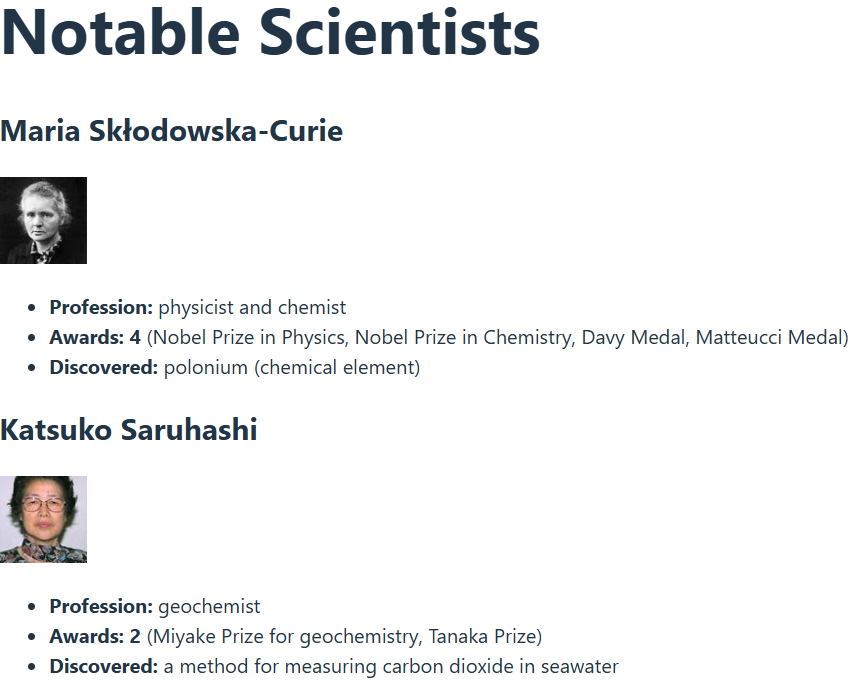 Notable Scientists
Maria Skłodowska-Curie
• Profession: physicist and chemist
• Awards: 4 (Nobel Prize in Physics, Nobel Prize in Chemistry, Davy Medal, Matteucci Medal)
• Discovered: polonium (chemical element)
Katsuko Saruhashi
• Profession: geochemist
• Awards: 2 (Miyake Prize for geochemistry, Tanaka Prize)
• Discovered: a method for measuring carbon dioxide in seawater